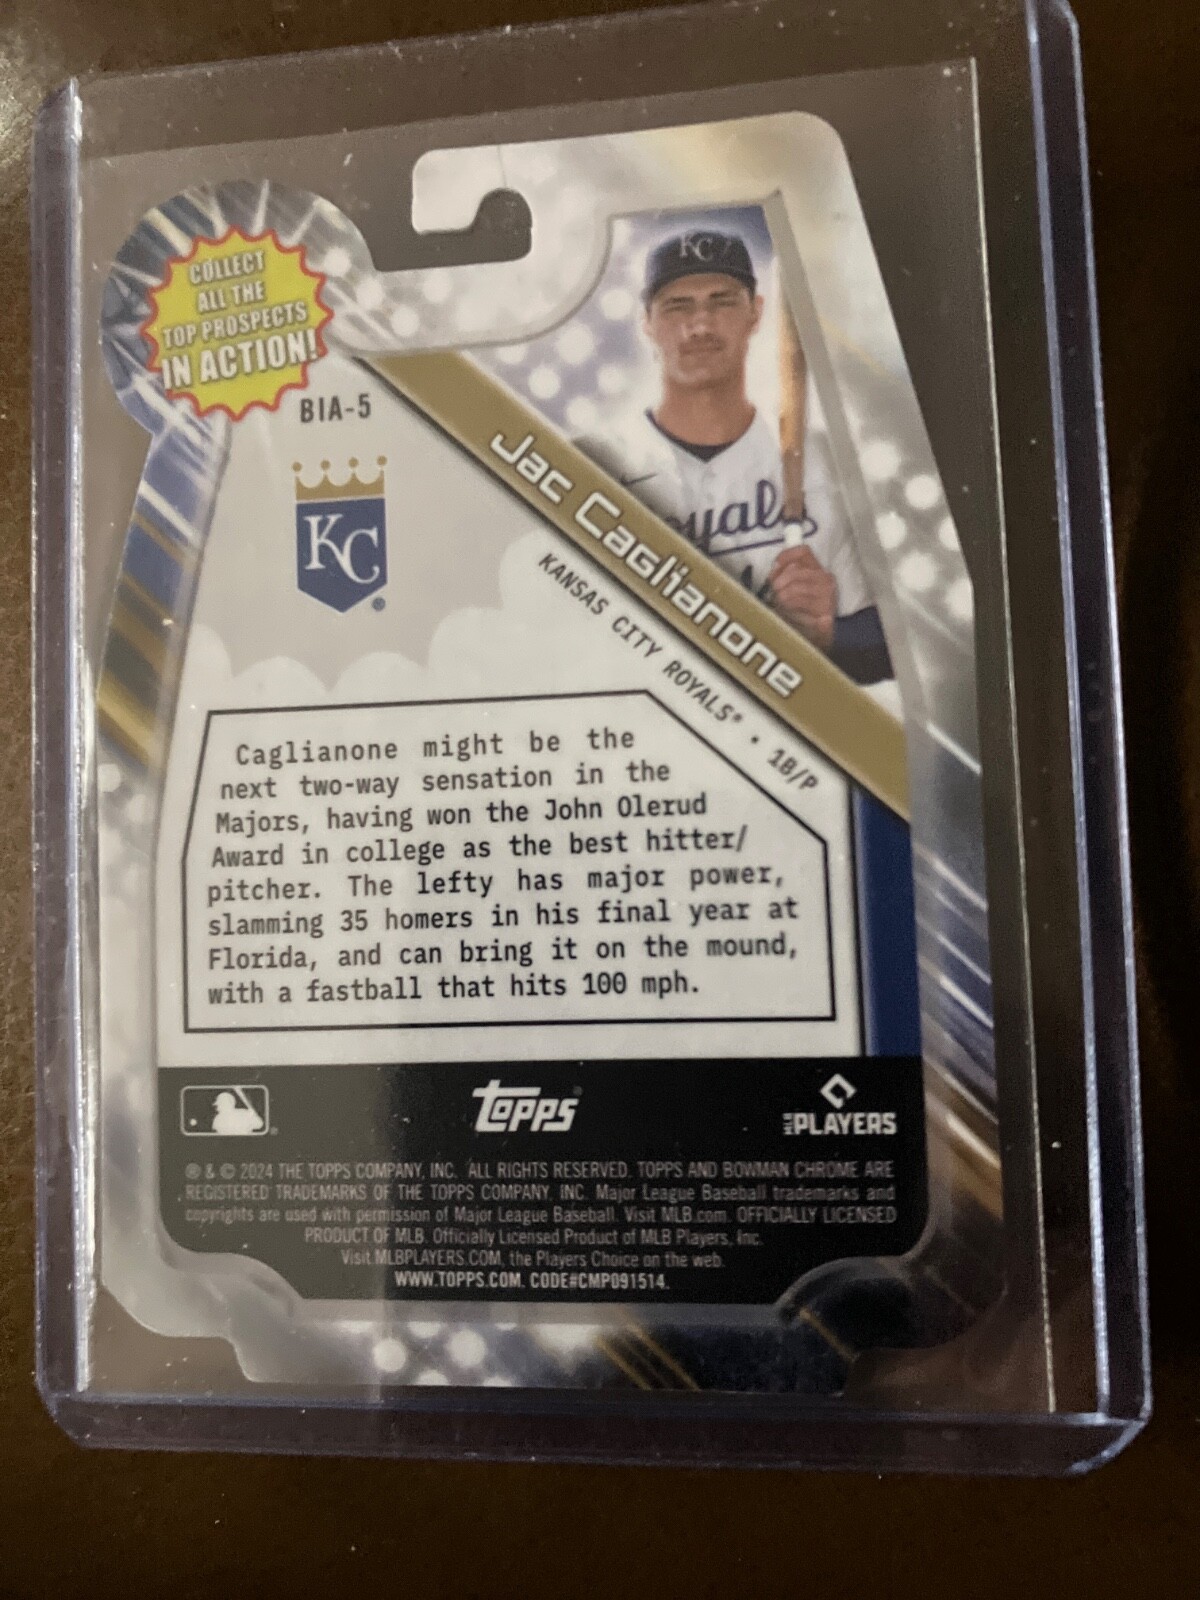 COLLECT
ALL THE
TOP PROSPECTS
IN ACTION!
BIA-5
KC
KC
Royals
Jac Caglianone
KANSAS CITY ROYALS® • 1B/P
Caglianone might be the
next two-way sensation in the
Majors, having won the John Olerud
Award in college as the best hitter/
pitcher. The lefty has major power,
slamming 35 homers in his final year at
Florida, and can bring it on the mound,
with a fastball that hits 100 mph.
topps
MLB PLAYERS
® & © 2024 THE TOPPS COMPANY, INC. ALL RIGHTS RESERVED. TOPPS AND BOWMAN CHROME ARE
REGISTERED TRADEMARKS OF THE TOPPS COMPANY, INC. Major League Baseball trademarks and
copyrights are used with permission of Major League Baseball. Visit MLB.com. OFFICIALLY LICENSED
PRODUCT OF MLB. Officially Licensed Product of MLB Players, Inc.
Visit MLBPLAYERS.COM, the Players Choice on the web.
WWW.TOPPS.COM. CODE#CMP091514.